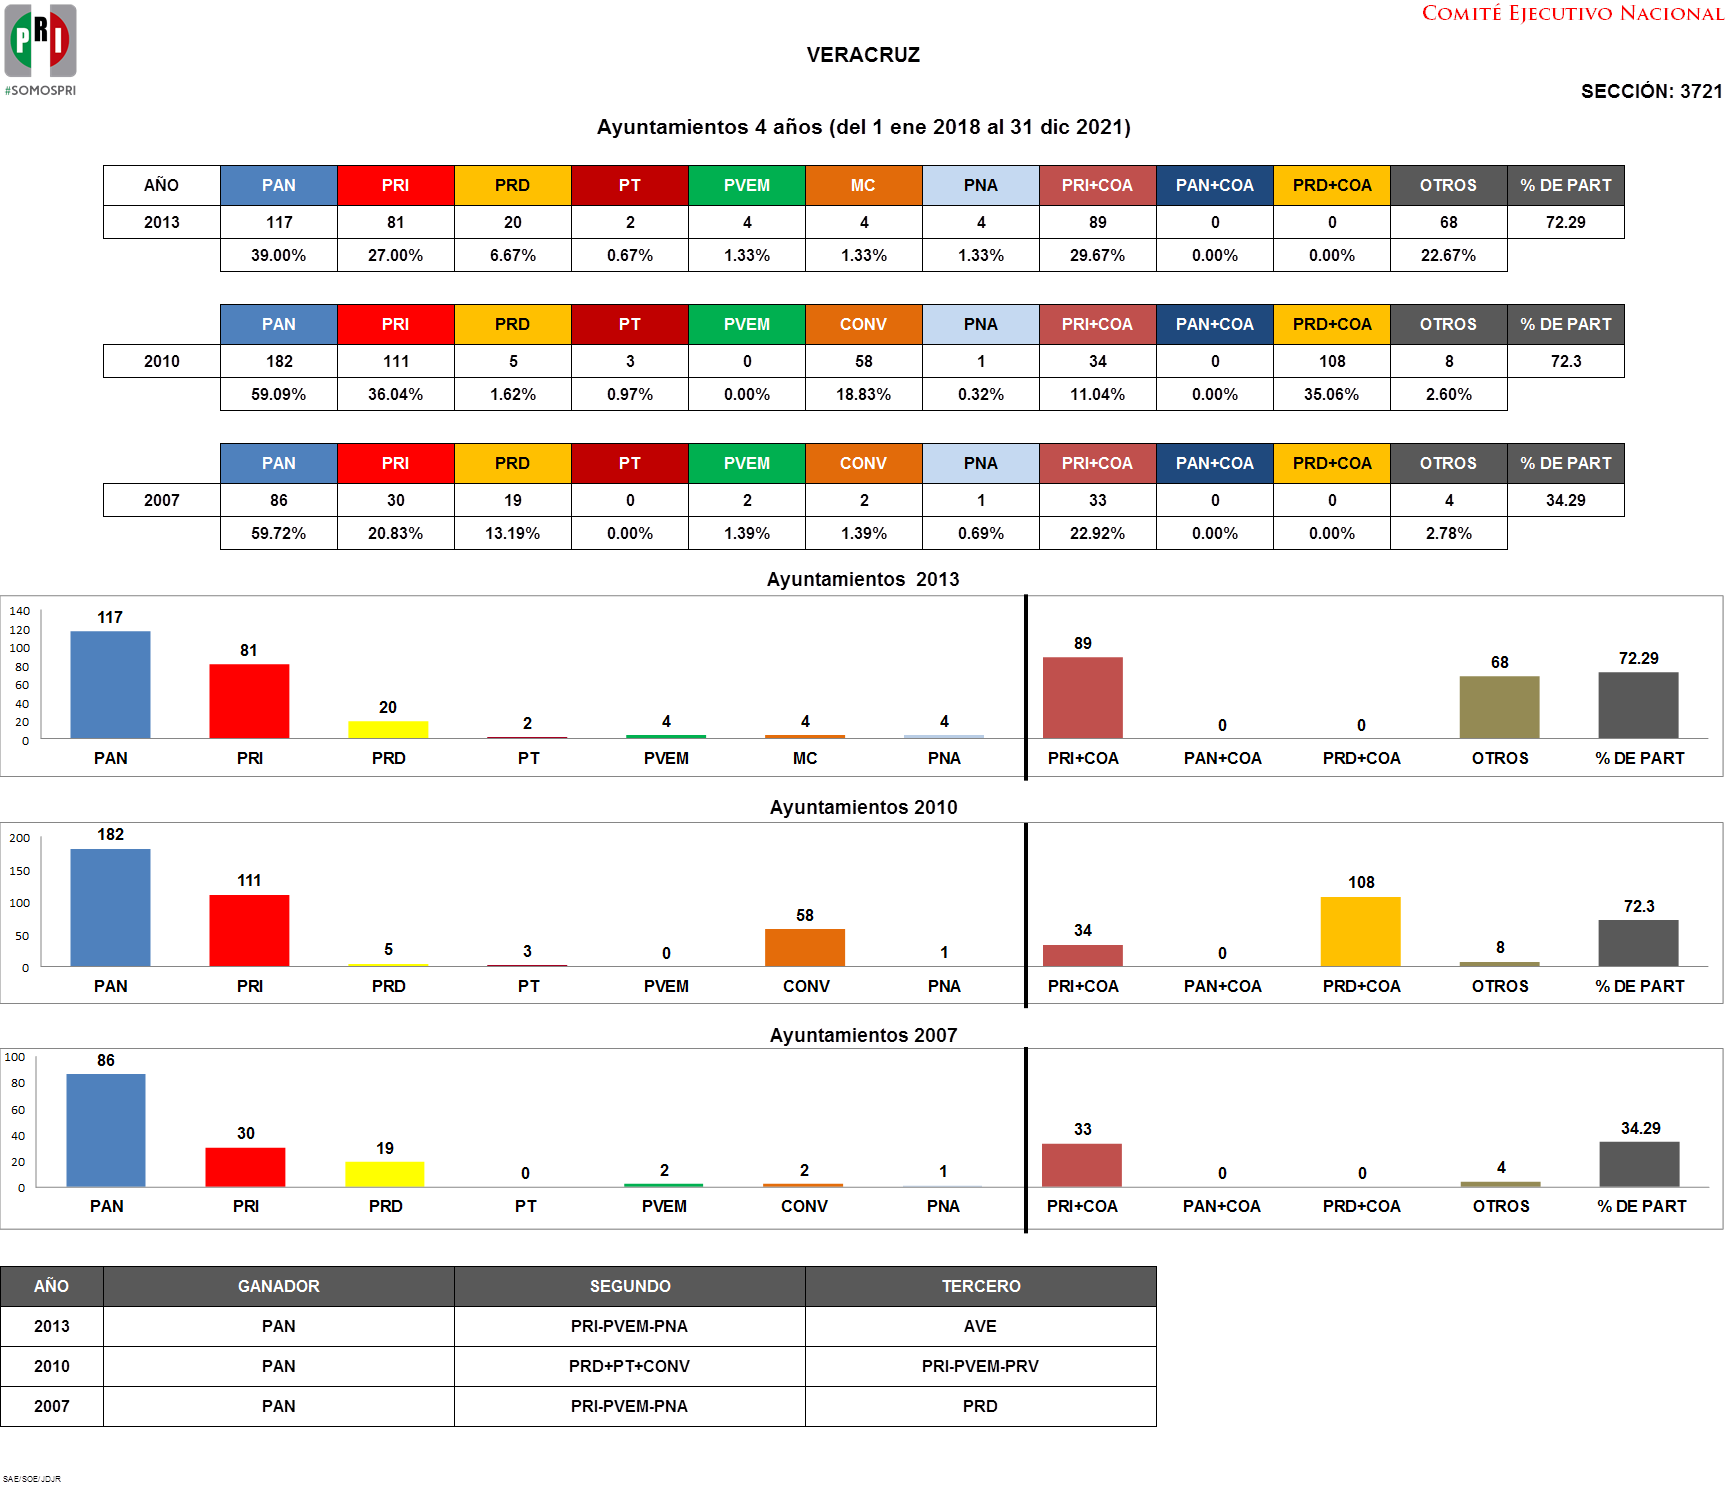 PRI
#SOMOSPRI
COMITÉ EJECUTIVO NACIONAL
VERACRUZ
SECCIÓN: 3721
Ayuntamientos 4 años (del 1 ene 2018 al 31 dic 2021)
AÑO PAN PRI PRD PT PVEM MC PNA PRI+COA PAN+COA PRD+COA OTROS % DE PART
2013 117 81 20 2 4 4 4 89 0 0 68 72.29
39.00% 27.00% 6.67% 0.67% 1.33% 1.33% 1.33% 29.67% 0.00% 0.00% 22.67%
PAN PRI PRD PT PVEM CONV PNA PRI+COA PAN+COA PRD+COA OTROS % DE PART
2010 182 111 5 3 0 58 1 34 0 108 8 72.3
59.09% 36.04% 1.62% 0.97% 0.00% 18.83% 0.32% 11.04% 0.00% 35.06% 2.60%
PAN PRI PRD PT PVEM CONV PNA PRI+COA PAN+COA PRD+COA OTROS % DE PART
2007 86 30 19 0 2 2 1 33 0 0 4 34.29
59.72% 20.83% 13.19% 0.00% 1.39% 1.39% 0.69% 22.92% 0.00% 0.00% 2.78%
Ayuntamientos 2013
140
120
100
80
60
40
20
0
117 81 20 2 4 4 4 89 0 0 68 72.29
PAN PRI PRD PT PVEM MC PNA PRI+COA PAN+COA PRD+COA OTROS % DE PART
Ayuntamientos 2010
200
150
100
50
0
182 111 5 3 0 58 1 34 0 108 8 72.3
PAN PRI PRD PT PVEM CONV PNA PRI+COA PAN+COA PRD+COA OTROS % DE PART
Ayuntamientos 2007
100
80
60
40
20
0
86 30 19 0 2 2 1 33 0 0 4 34.29
PAN PRI PRD PT PVEM CONV PNA PRI+COA PAN+COA PRD+COA OTROS % DE PART
AÑO GANADOR SEGUNDO TERCERO
2013 PAN PRI-PVEM-PNA AVE
2010 PAN PRD+PT+CONV PRI-PVEM-PRV
2007 PAN PRI-PVEM-PNA PRD
SAE/SOE/JDJR